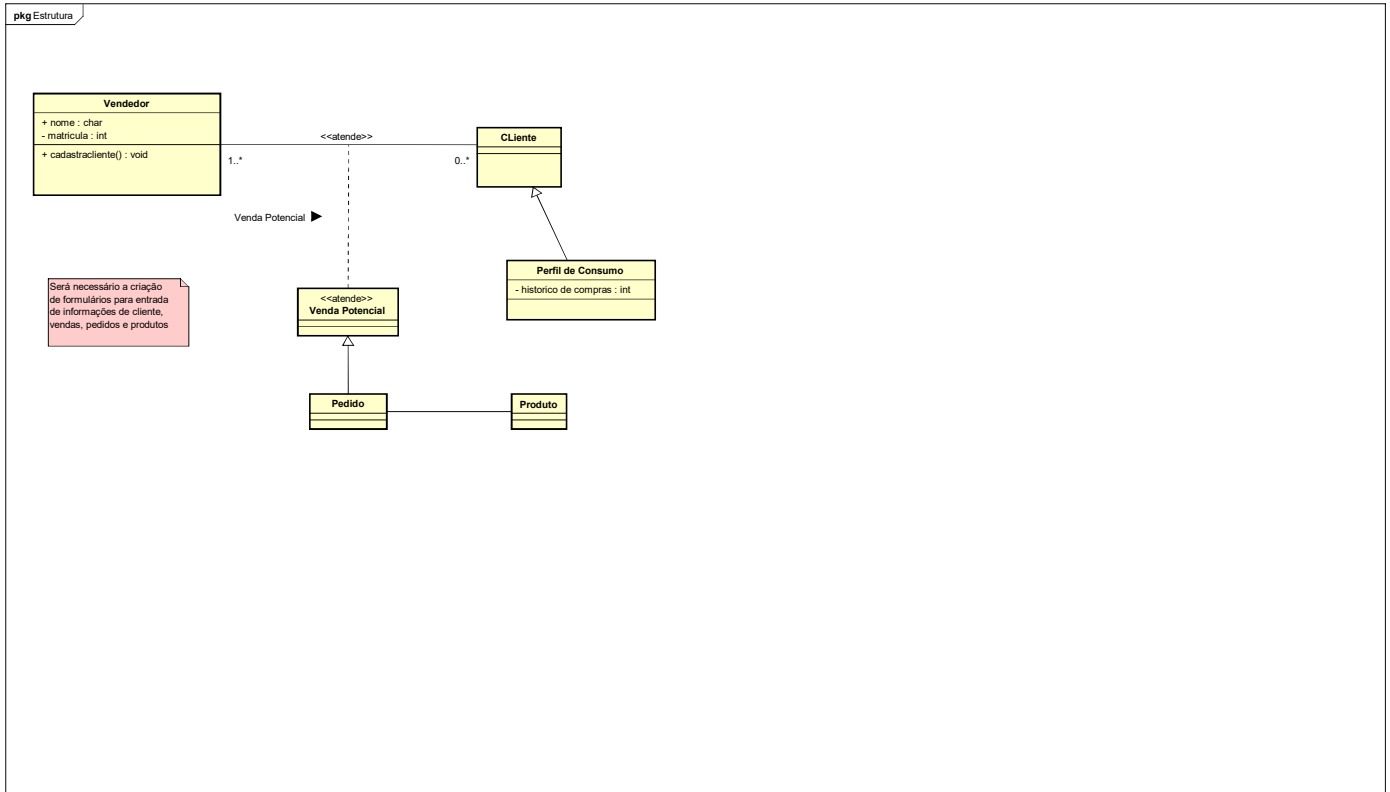 pkg Estrutura
Vendedor
+ nome : char
- matricula : int
+ cadastracliente() : void
<<atende>>
1..*
0..*
CLiente
Venda Potencial
Perfil de Consumo
- historico de compras : int
Será necessário a criação
de formulários para entrada
de informações de cliente,
vendas, pedidos e produtos
<<atende>>
Venda Potencial
Pedido
Produto